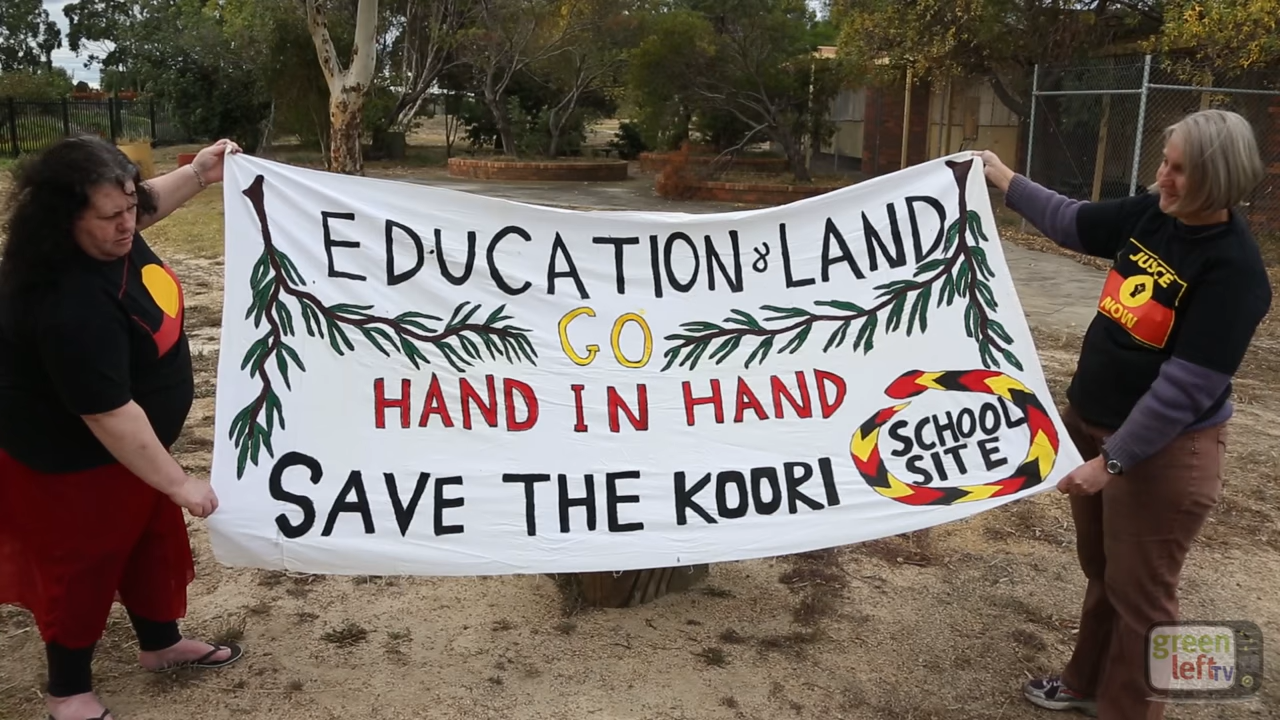 EDUCATION & LAND
GO
HAND IN HAND
SAVE THE KOORI
SCHOOL
SITE
JUSTICE
NOW
green
left TV